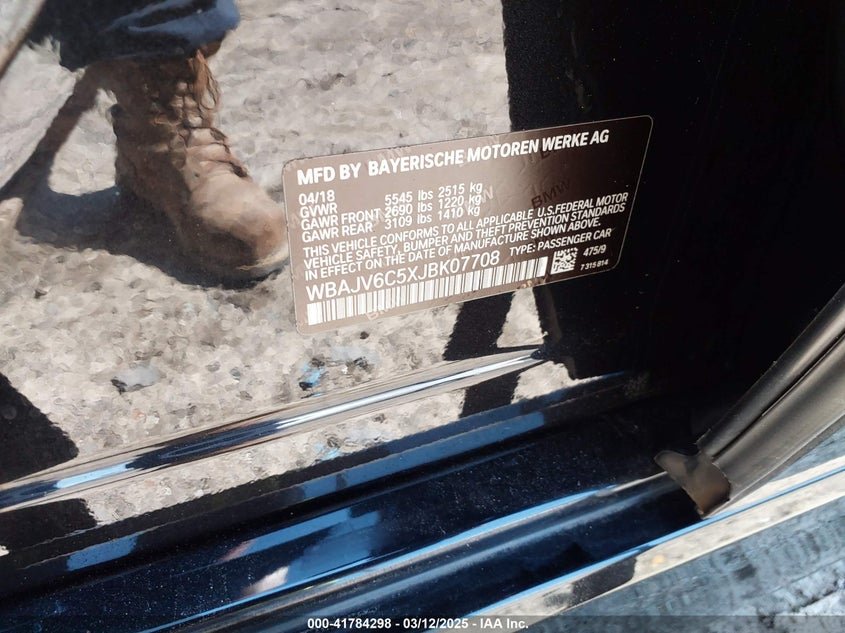 MFD BY BAYERISCHE MOTOREN WERKE AG
04/18
GVWR 5545 lbs 2515 kg
GAWR FRONT 2690 lbs 1220 kg
GAWR REAR 3109 lbs 1410 kg
THIS VEHICLE CONFORMS TO ALL APPLICABLE U.S.FEDERAL MOTOR
VEHICLE SAFETY, BUMPER AND THEFT PREVENTION STANDARDS
IN EFFECT ON THE DATE OF MANUFACTURE SHOWN ABOVE.
WBAJV6C5XJBK07708 TYPE: PASSENGER CAR
475/9
7 315 814
000-41784298 - 03/12/2025 - IAA Inc.